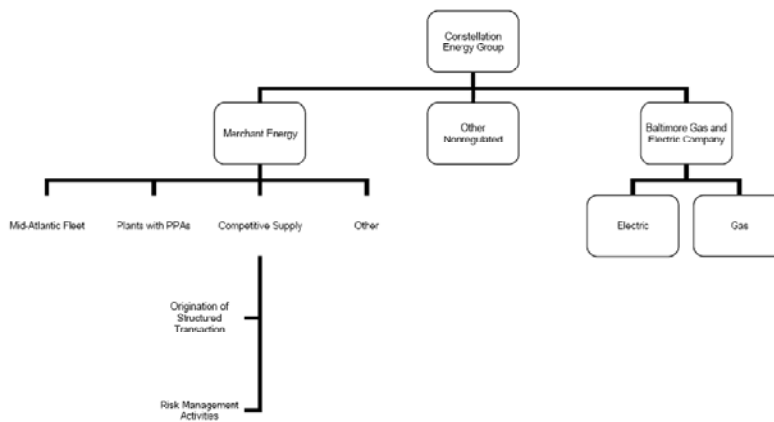 Constellation
Energy Group
Merchant Energy
Other
Nonregulated
Baltimore Gas and
Electric Company
Mid-Atlantic Fleet
Plants with PPAs
Competitive Supply
Other
Electric
Gas
Origination of
Structured
Transaction
Risk Management
Activities